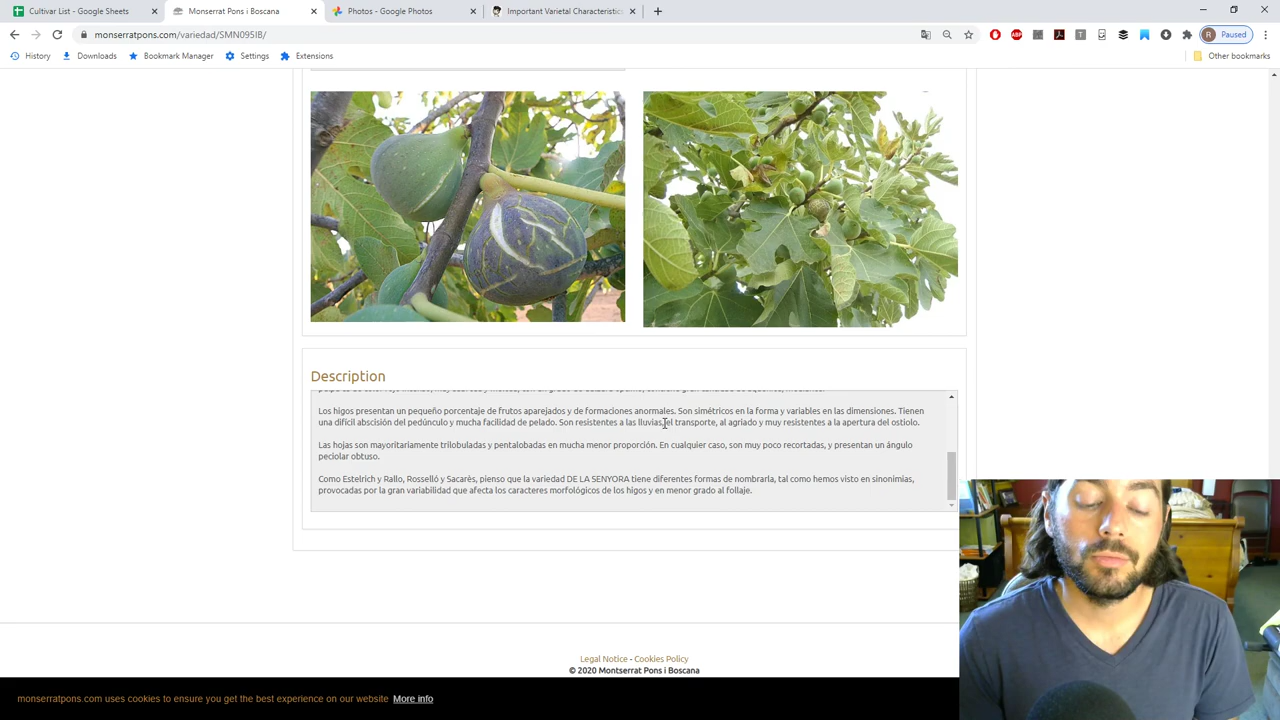 Cultivar List - Google Sheets
Monserrat Pons i Boscana
Photos - Google Photos
Important Varietal Characteristics
monserratpons.com/variedad/SMN095IB/
R
Paused
History
Downloads
Bookmark Manager
Settings
Extensions
Other bookmarks
Description
Los higos presentan un pequeño porcentaje de frutos aparejados y de formaciones anormales. Son simétricos en la forma y variables en las dimensiones. Tienen
una difícil abscisión del pedúnculo y mucha facilidad de pelado. Son resistentes a las lluvias, el transporte, al agriado y muy resistentes a la apertura del ostiolo.
Las hojas son mayoritariamente trilobuladas y pentalobadas en mucha menor proporción. En cualquier caso, son muy poco recortadas, y presentan un ángulo
peciolar obtuso.
Como Estelrich y Rallo, Rosselló y Sacarès, pienso que la variedad DE LA SENYORA tiene diferentes formas de nombrarla, tal como hemos visto en sinonimias,
provocadas por la gran variabilidad que afecta los caracteres morfológicos de los higos y en menor grado al follaje.
Legal Notice - Cookies Policy
© 2020 Montserrat Pons i Boscana
monserratpons.com uses cookies to ensure you get the best experience on our website More info